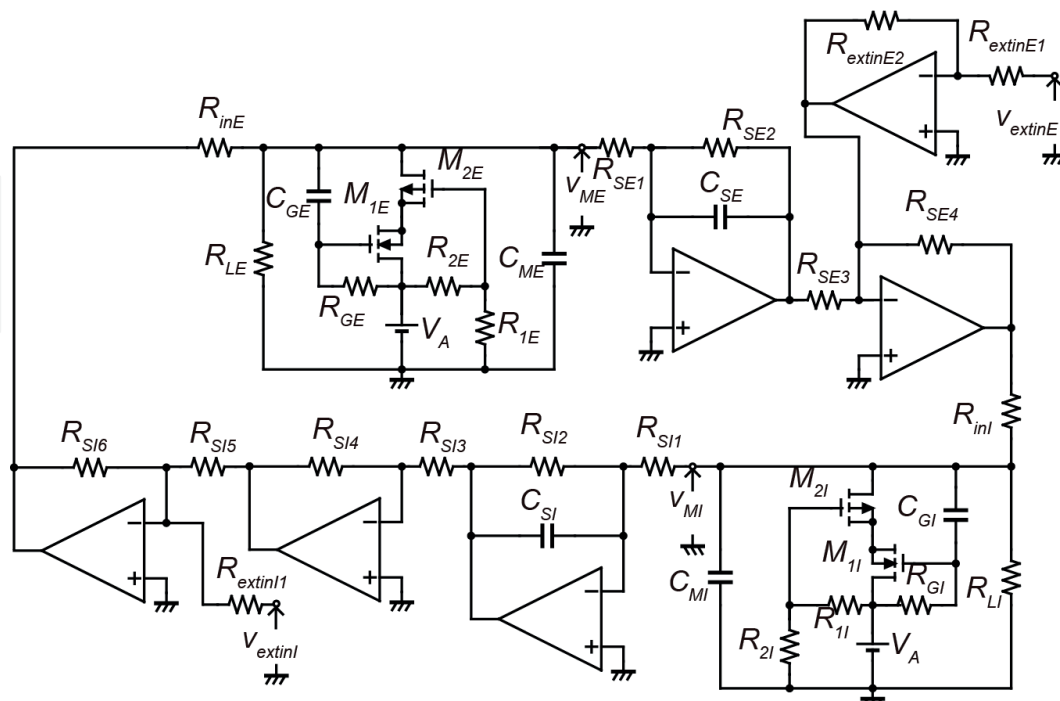 R_extinE2
R_extinE1
v_extinE
R_inE
M_2E
R_SE1
R_SE2
C_GE
M_1E
v_ME
C_SE
R_SE4
R_LE
R_2E
C_ME
R_SE3
R_GE
V_A
R_1E
R_inI
R_SI6
R_SI5
R_SI4
R_SI3
R_SI2
R_SI1
v_MI
M_2I
C_GI
C_SI
M_1I
R_GI
R_LI
C_MI
R_extinI1
v_extinI
R_2I
R_1I
V_A